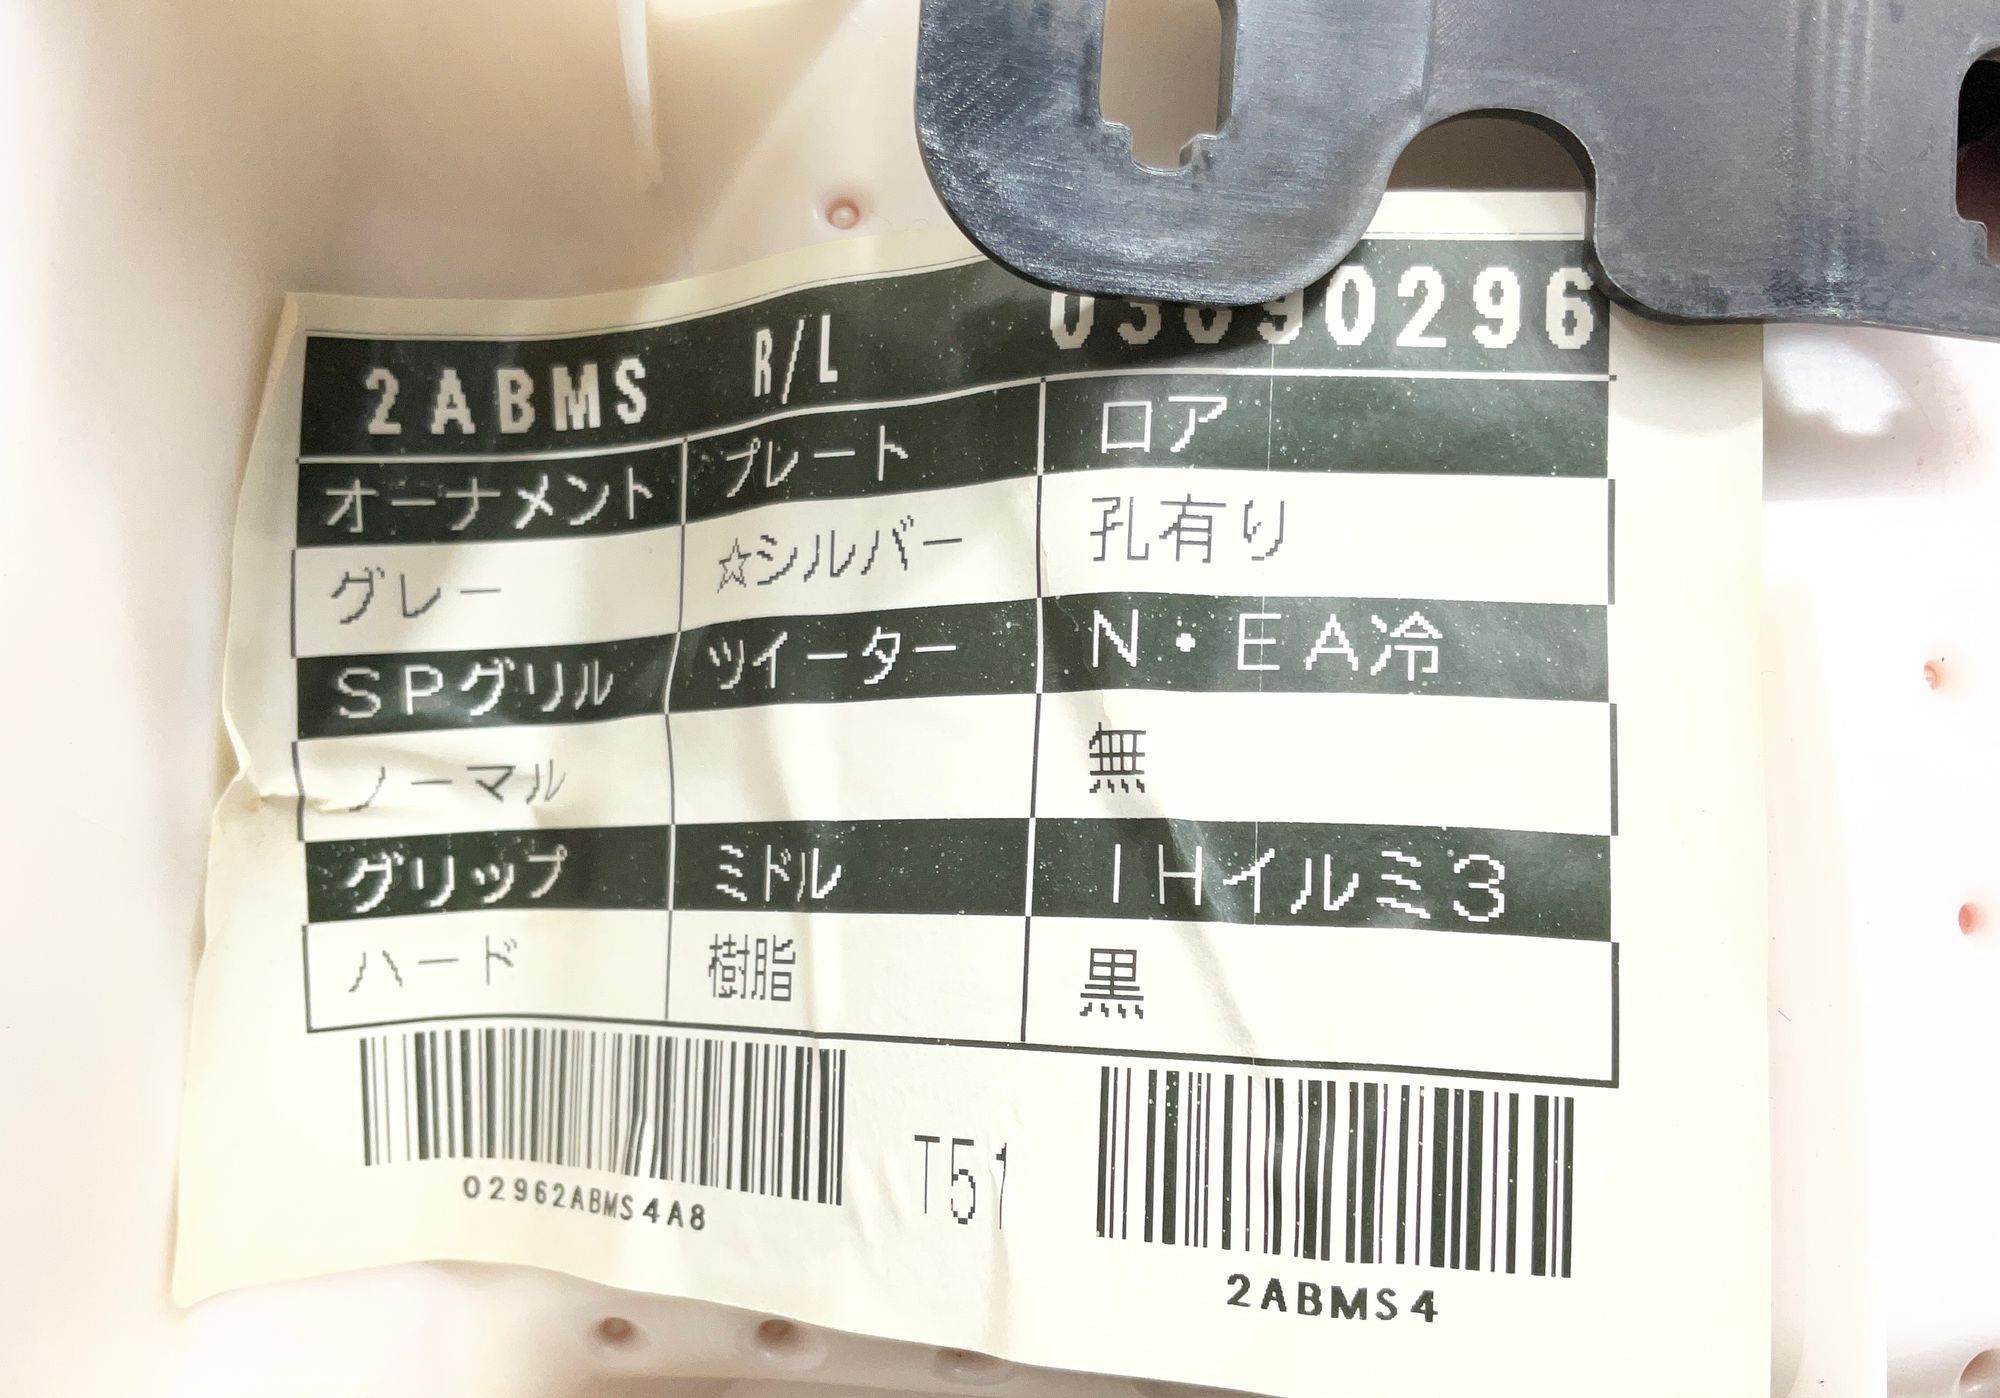 2ABMS R/L 03090296
オーナメント プレート ロア
グレー ☆シルバー 孔有り
SPグリル ツイーター N・EA冷
ノーマル 無
グリップ ミドル IHイルミ3
ハード 樹脂 黒
02962ABMS4A8 T51 2ABMS4